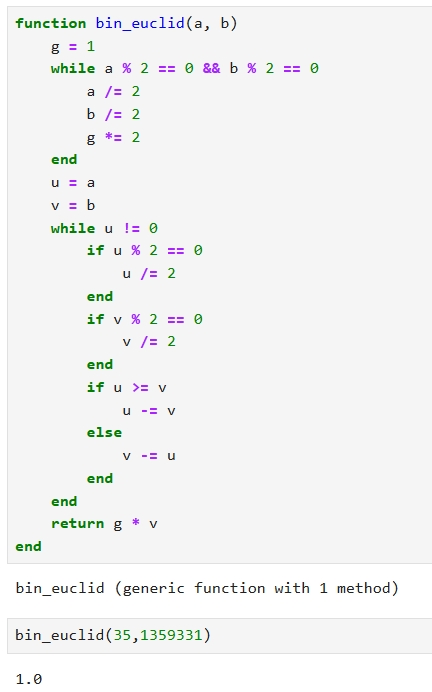 function bin_euclid(a, b)
    g = 1
    while a % 2 == 0 && b % 2 == 0
        a /= 2
        b /= 2
        g *= 2
    end
    u = a
    v = b
    while u != 0
        if u % 2 == 0
            u /= 2
        end
        if v % 2 == 0
            v /= 2
        end
        if u >= v
            u -= v
        else
            v -= u
        end
    end
    return g * v
end
bin_euclid (generic function with 1 method)
bin_euclid(35,1359331)
1.0